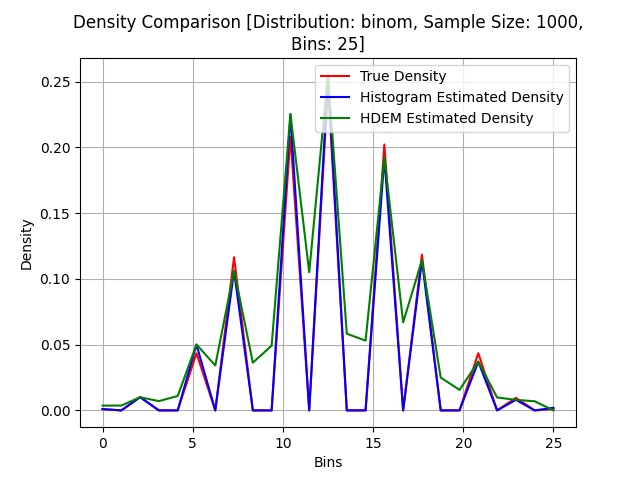 Density Comparison [Distribution: binom, Sample Size: 1000,
Bins: 25]
True Density
Histogram Estimated Density
HDEM Estimated Density
Density
0.25
0.20
0.15
0.10
0.05
0.00
0 5 10 15 20 25
Bins